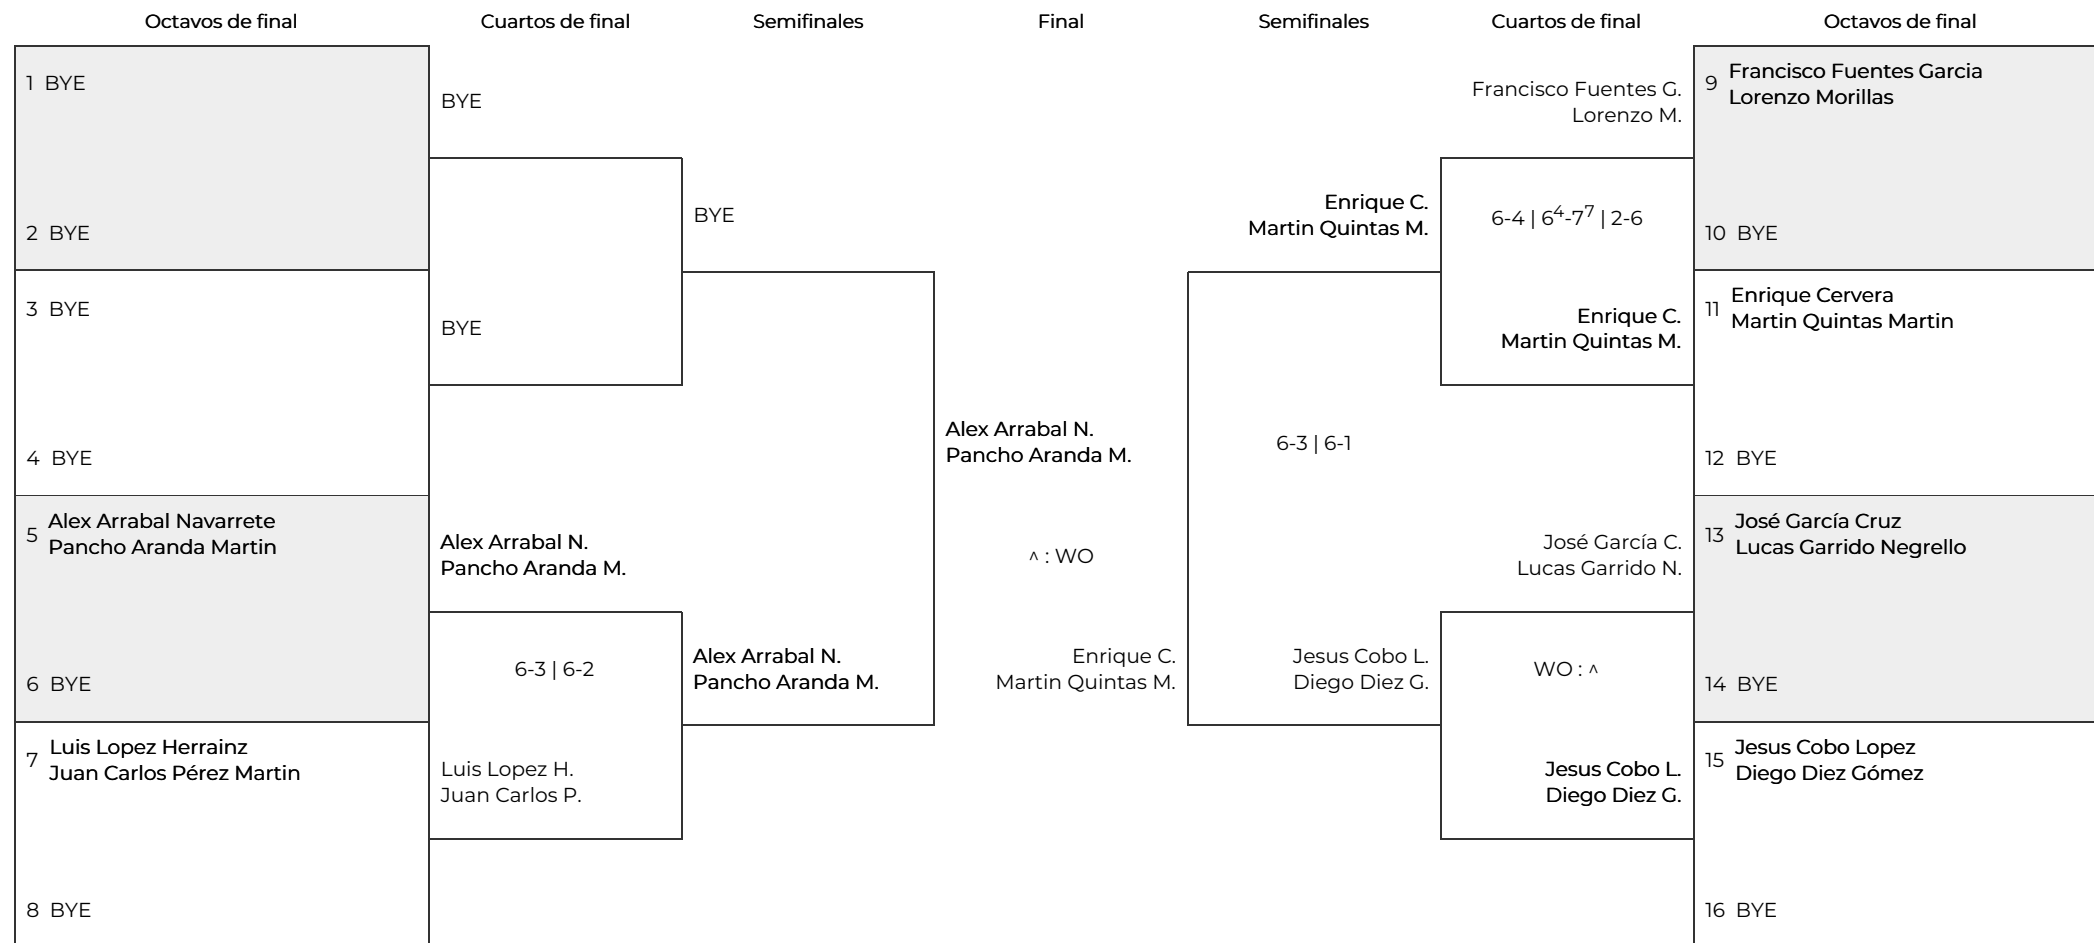 Octavos de final
Cuartos de final
Semifinales
Final
Semifinales
Cuartos de final
Octavos de final
1 BYE
2 BYE
3 BYE
4 BYE
5 Alex Arrabal Navarrete
Pancho Aranda Martin
6 BYE
7 Luis Lopez Herrainz
Juan Carlos Pérez Martin
8 BYE
BYE
BYE
Alex Arrabal N.
Pancho Aranda M.
6-3 | 6-2
Luis Lopez H.
Juan Carlos P.
BYE
Alex Arrabal N.
Pancho Aranda M.
Alex Arrabal N.
Pancho Aranda M.
^ : WO
Enrique C.
Martin Quintas M.
Enrique C.
Martin Quintas M.
6-3 | 6-1
Jesus Cobo L.
Diego Diez G.
Francisco Fuentes G.
Lorenzo M.
6-4 | 6⁴-7⁷ | 2-6
Enrique C.
Martin Quintas M.
José García C.
Lucas Garrido N.
WO : ^
Jesus Cobo L.
Diego Diez G.
9 Francisco Fuentes Garcia
Lorenzo Morillas
10 BYE
11 Enrique Cervera
Martin Quintas Martin
12 BYE
13 José García Cruz
Lucas Garrido Negrello
14 BYE
15 Jesus Cobo Lopez
Diego Diez Gómez
16 BYE